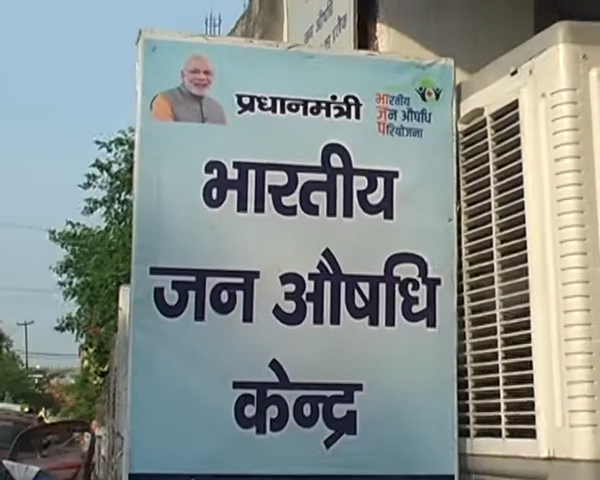 प्रधानमंत्री
भारतीय
जन औषधि
परियोजना
भारतीय
जन औषधि
केन्द्र